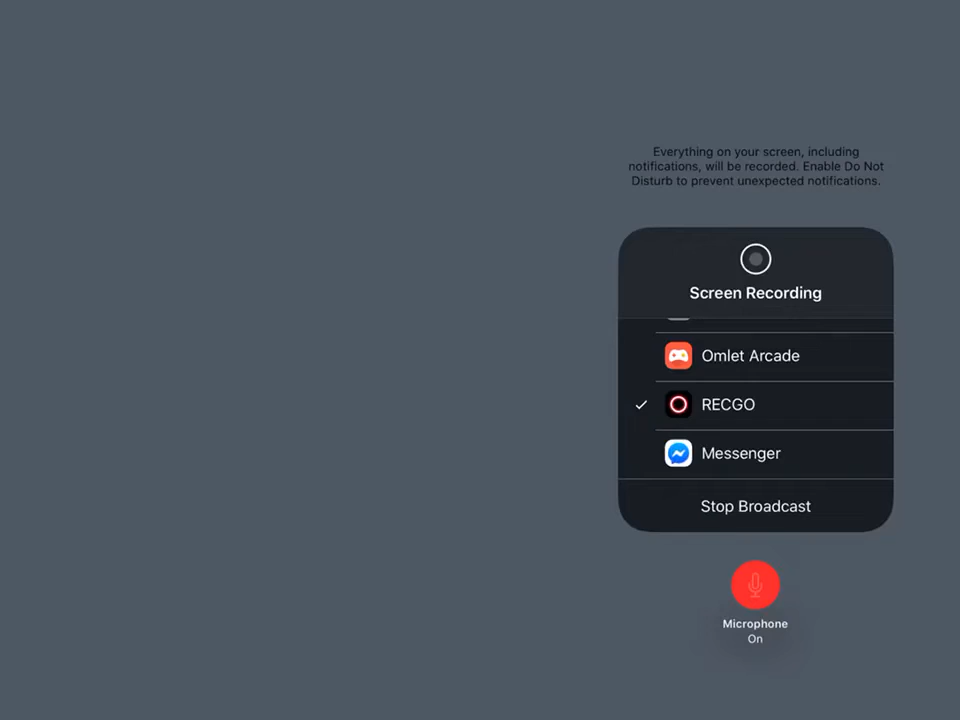 Everything on your screen, including
notifications, will be recorded. Enable Do Not
Disturb to prevent unexpected notifications.
Screen Recording
Omlet Arcade
RECGO
Messenger
Stop Broadcast
Microphone
On